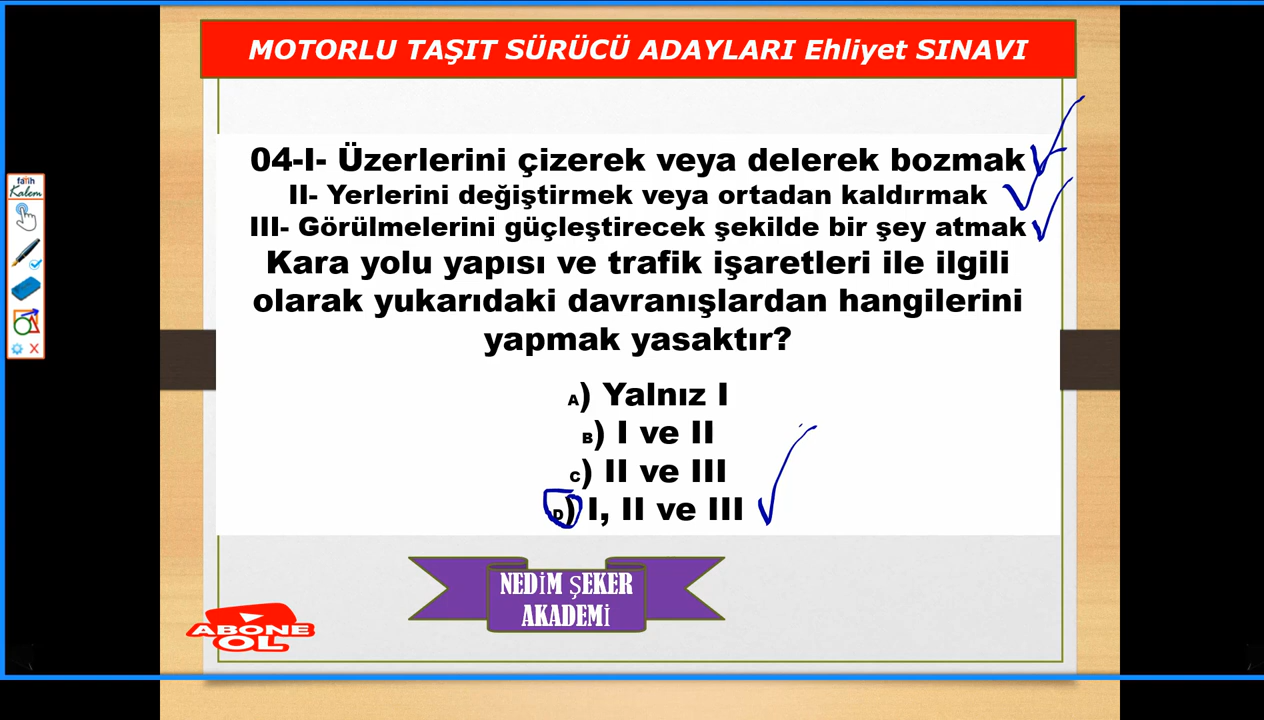 MOTORLU TAŞIT SÜRÜCÜ ADAYLARI Ehliyet SINAVI
fatih
Kalem
04-I- Üzerlerini çizerek veya delerek bozmak
II- Yerlerini değiştirmek veya ortadan kaldırmak
III- Görülmelerini güçleştirecek şekilde bir şey atmak
Kara yolu yapısı ve trafik işaretleri ile ilgili
olarak yukarıdaki davranışlardan hangilerini
yapmak yasaktır?
A) Yalnız I
B) I ve II
C) II ve III
D) I, II ve III
NEDİM ŞEKER
AKADEMİ
ABONE
OL